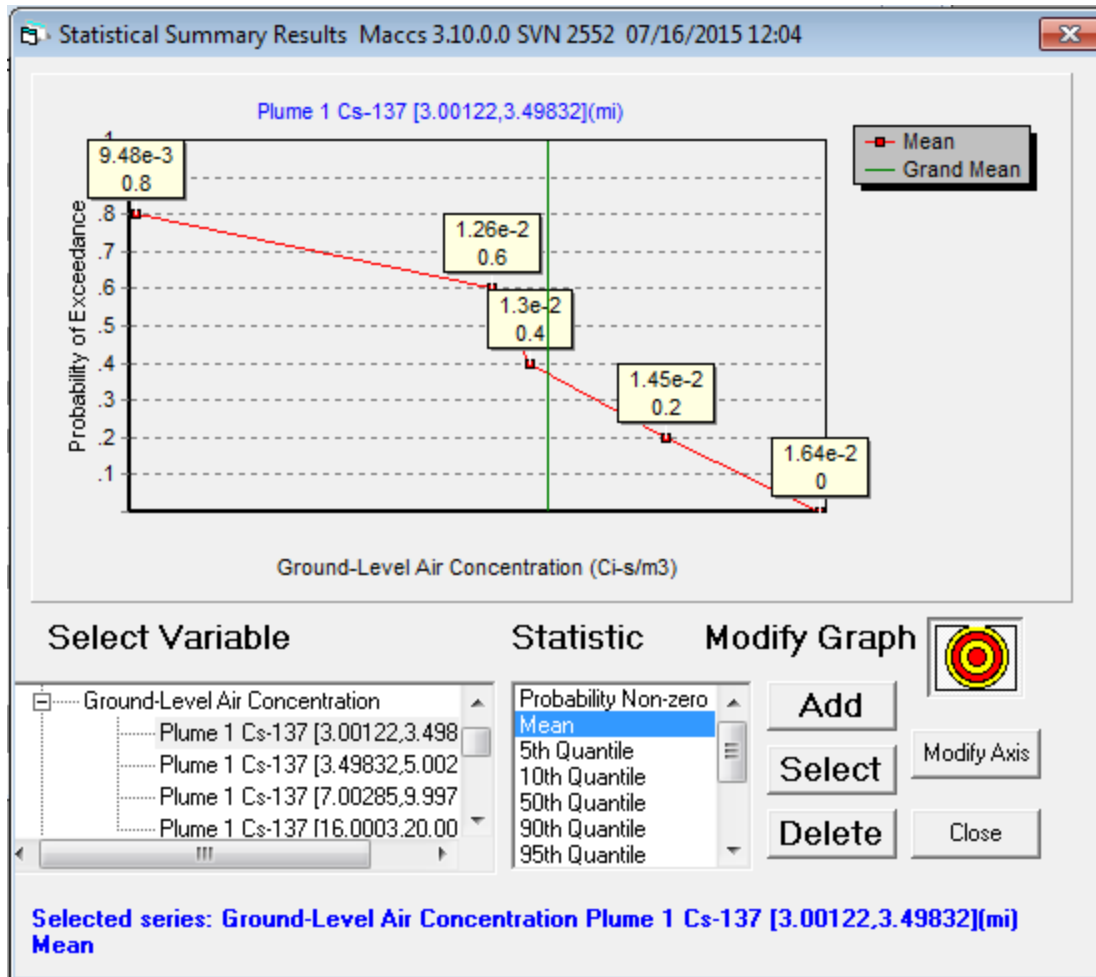 Statistical Summary Results Maccs 3.10.0.0 SVN 2552 07/16/2015 12:04
Plume 1 Cs-137 [3.00122,3.49832](mi)
Mean
Grand Mean
1
9.48e-3
0.8
.8
1.26e-2
0.6
.7
.6
1.3e-2
0.4
.5
.4
1.45e-2
0.2
.3
.2
1.64e-2
0
.1
Probability of Exceedance
Ground-Level Air Concentration (Ci-s/m3)
Select Variable
Statistic
Modify Graph
Ground-Level Air Concentration
Plume 1 Cs-137 [3.00122,3.498
Plume 1 Cs-137 [3.49832,5.002
Plume 1 Cs-137 [7.00285,9.997
Plume 1 Cs-137 [16.0003,20.00
Probability Non-zero
Mean
5th Quantile
10th Quantile
50th Quantile
90th Quantile
95th Quantile
Add
Select
Delete
Modify Axis
Close
Selected series: Ground-Level Air Concentration Plume 1 Cs-137 [3.00122,3.49832](mi)
Mean